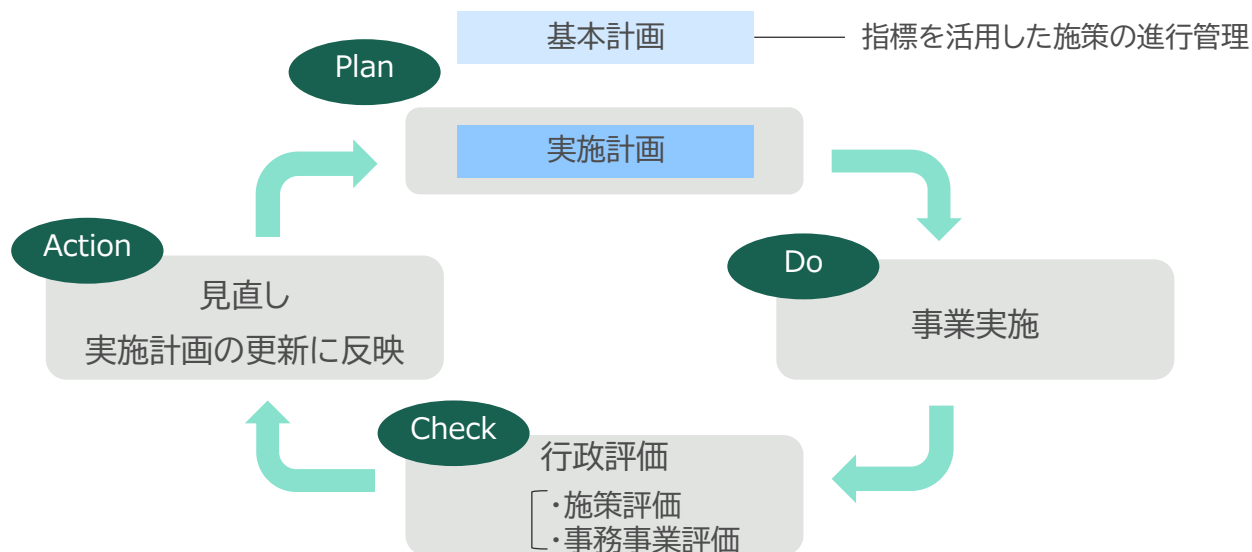 基本計画
指標を活用した施策の進行管理
Plan
実施計画
Action
見直し
実施計画の更新に反映
Do
事業実施
Check
行政評価
・施策評価
・事務事業評価